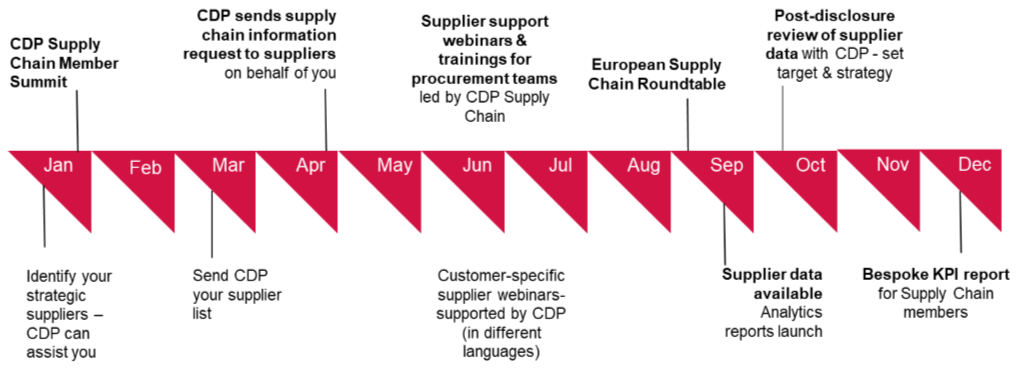 CDP Supply
Chain Member
Summit
CDP sends supply
chain information
request to suppliers
on behalf of you
Supplier support
webinars &
trainings for
procurement teams
led by CDP Supply
Chain
European Supply
Chain Roundtable
Post-disclosure
review of supplier
data with CDP - set
target & strategy
Jan Feb Mar Apr May Jun Jul Aug Sep Oct Nov Dec
Identify your
strategic
suppliers –
CDP can
assist you
Send CDP
your supplier
list
Customer-specific
supplier webinars-
supported by CDP
(in different
languages)
Supplier data
available
Analytics
reports launch
Bespoke KPI report
for Supply Chain
members